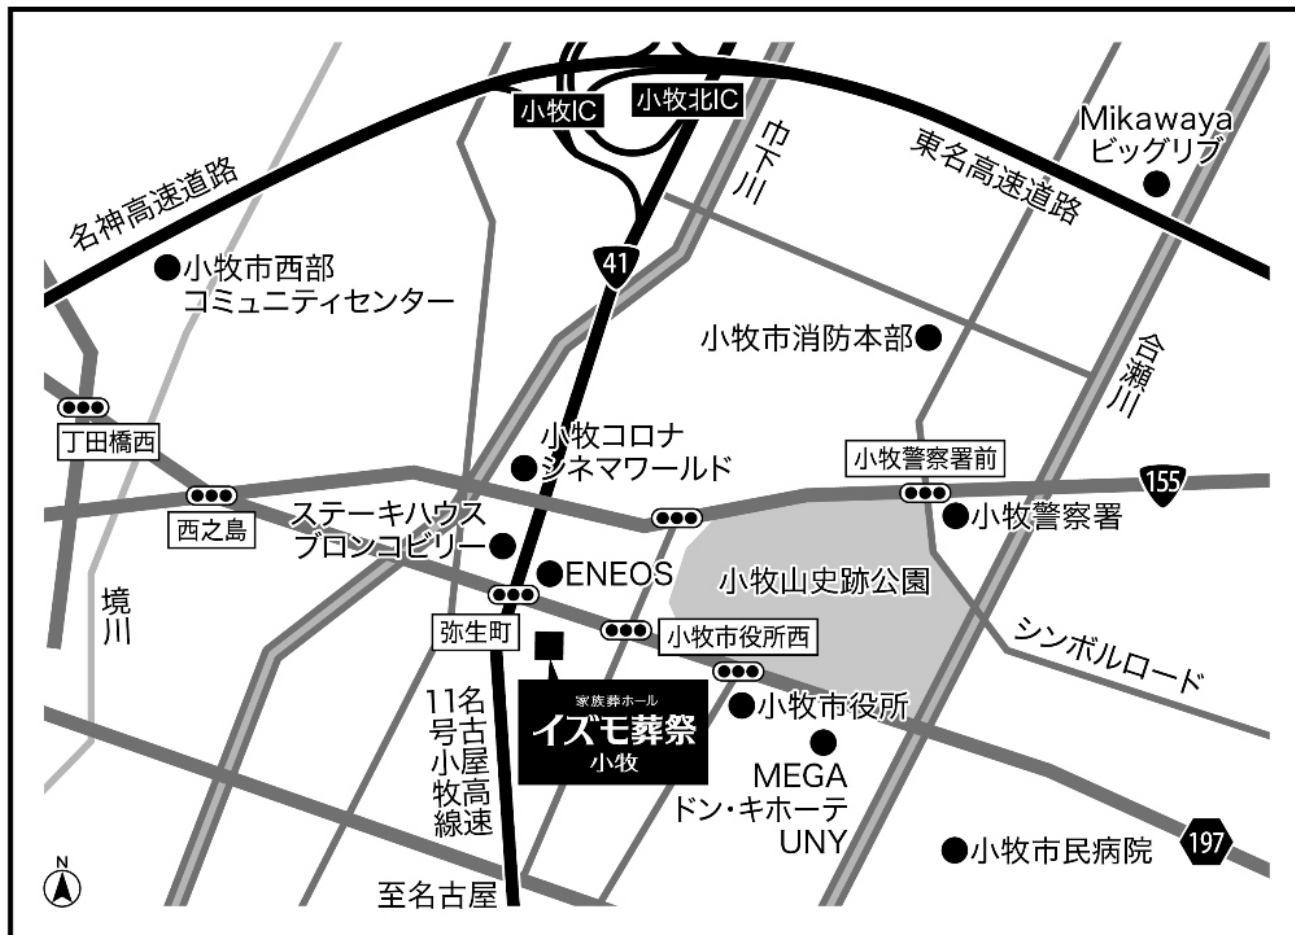 小牧IC
小牧北IC
Mikawaya
ビッグリブ
巾下川
東名高速道路
名神高速道路
小牧市西部
コミュニティセンター
41
小牧市消防本部
合瀬川
丁田橋西
小牧コロナ
シネマワールド
小牧警察署前
155
西之島
ステーキハウス
ブロンコビリー
小牧警察署
ENEOS
小牧山史跡公園
境川
弥生町
小牧市役所西
シンボルロード
名古屋高速
11号小牧線
家族葬ホール
イズモ葬祭
小牧
小牧市役所
MEGA
ドン・キホーテ
UNY
197
小牧市民病院
N
至名古屋